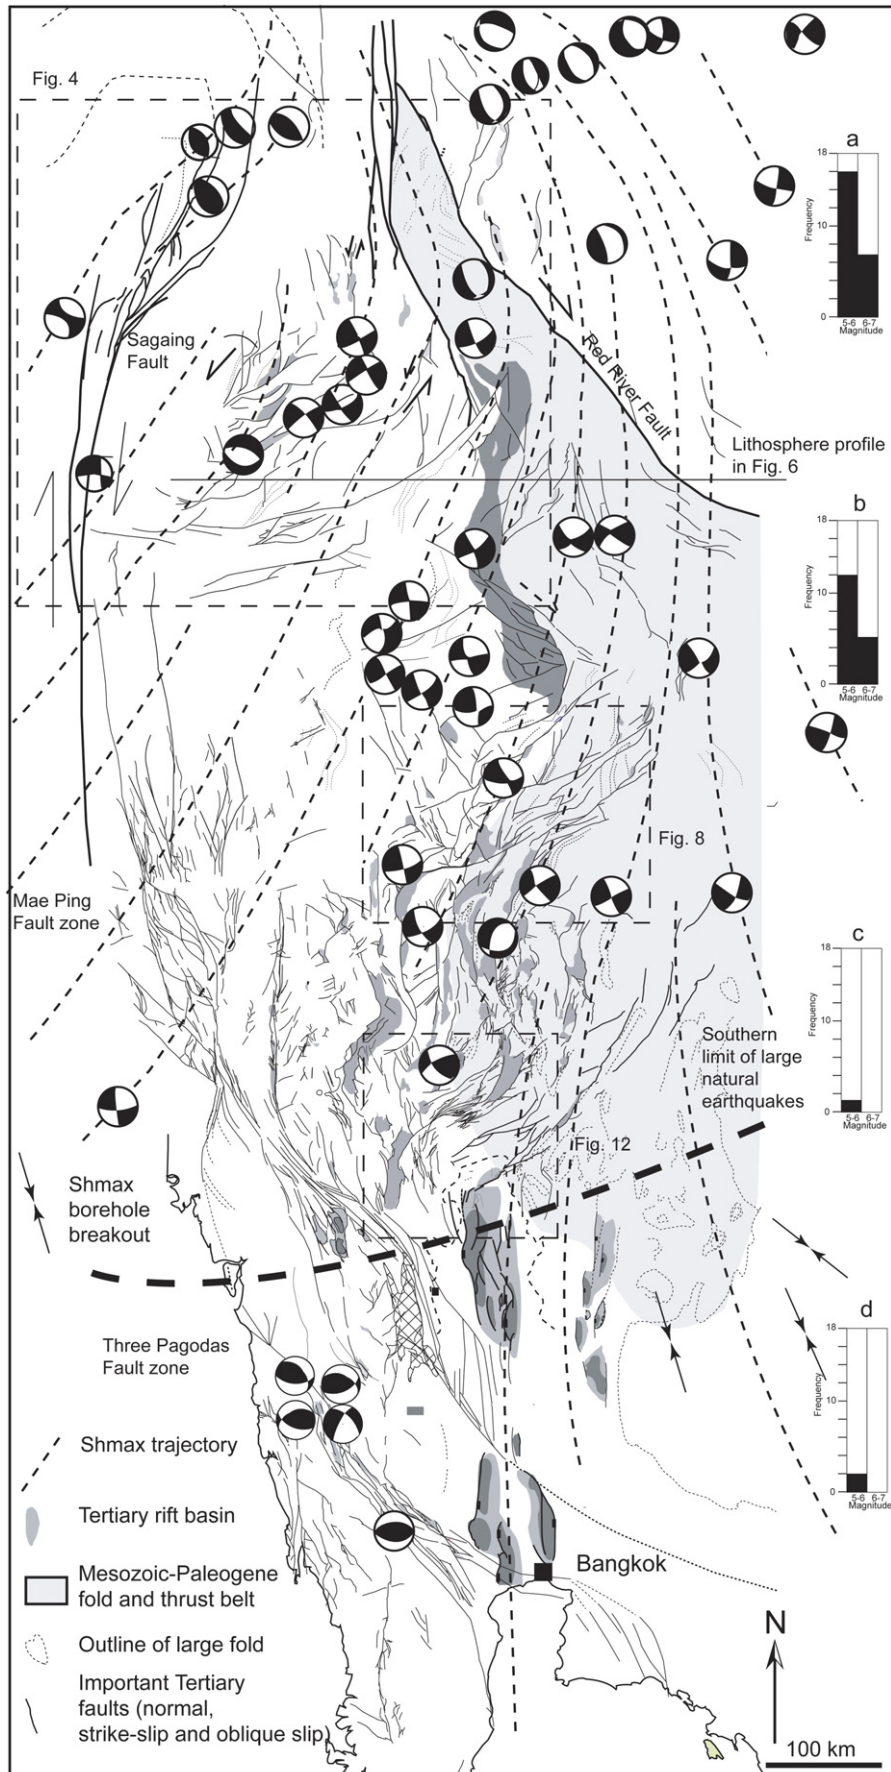 Fig. 4
a
18
10
0
Frequency
5-6 6-7
Magnitude
Sagaing
Fault
Red River Fault
Lithosphere profile
in Fig. 6
b
18
10
0
Frequency
5-6 6-7
Magnitude
Fig. 8
Mae Ping
Fault zone
c
18
10
0
Frequency
5-6 6-7
Magnitude
Southern
limit of large
natural
earthquakes
Fig. 12
Shmax
borehole
breakout
d
18
10
0
Frequency
5-6 6-7
Magnitude
Three Pagodas
Fault zone
Shmax trajectory
Tertiary rift basin
Bangkok
Mesozoic-Paleogene
fold and thrust belt
Outline of large fold
Important Tertiary
faults (normal,
strike-slip and oblique slip)
N
100 km